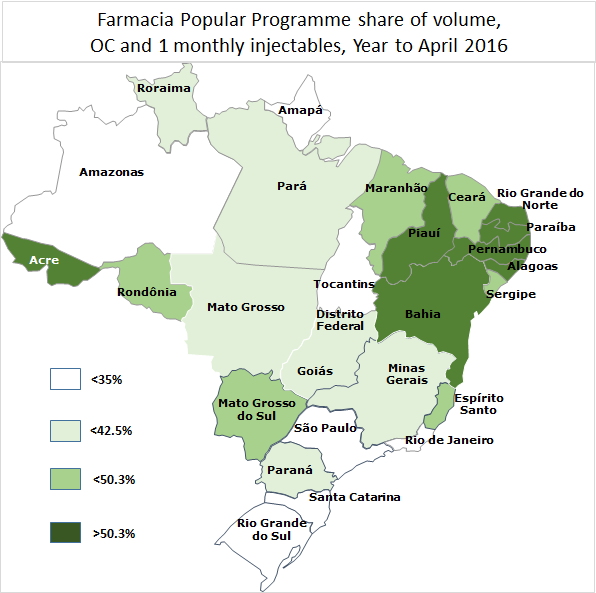 Farmacia Popular Programme share of volume,
OC and 1 monthly injectables, Year to April 2016
Roraima
Amapá
Amazonas
Pará
Maranhão
Ceará
Rio Grande do
Norte
Paraíba
Piauí
Pernambuco
Alagoas
Acre
Rondônia
Tocantins
Sergipe
Mato Grosso
Distrito
Federal
Bahia
Goiás
Minas
Gerais
<35%
Mato Grosso
do Sul
Espírito
Santo
São Paulo
<42.5%
Rio de Janeiro
Paraná
<50.3%
Santa Catarina
Rio Grande
do Sul
>50.3%